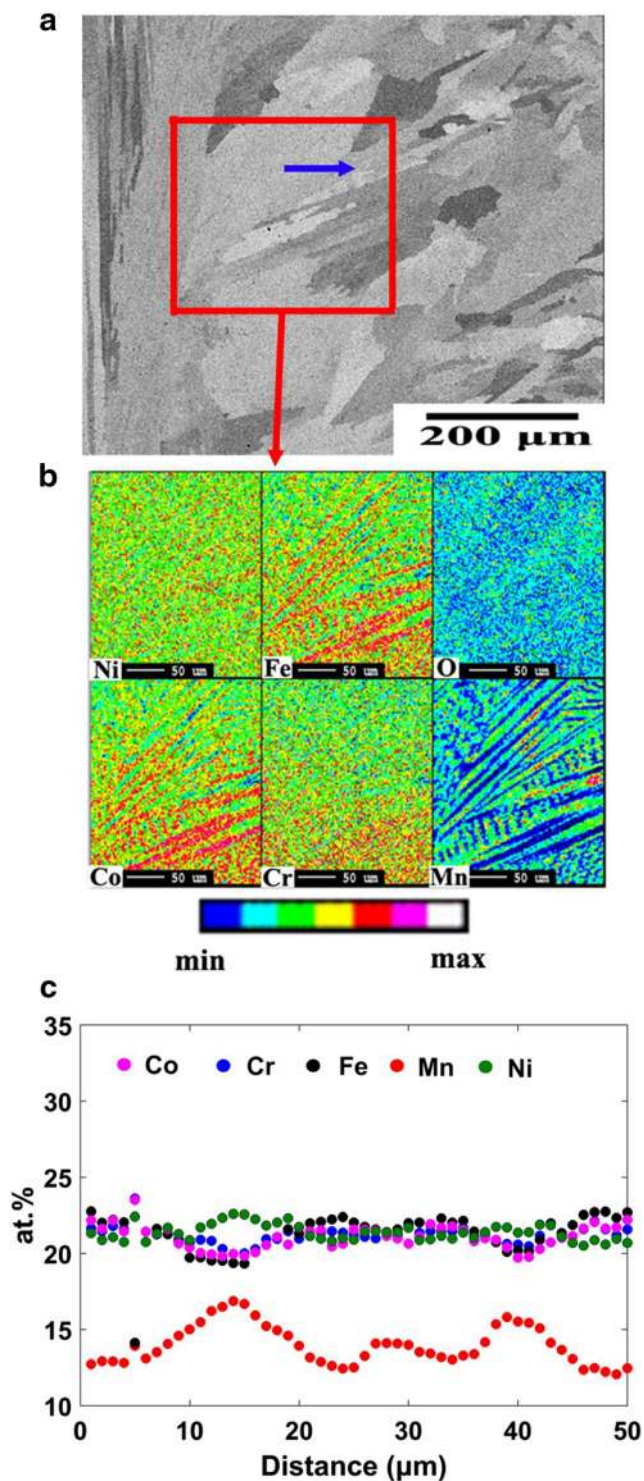 a
200 µm
b
Ni 50 um Fe 50 um O 50 um
Co 50 um Cr 50 um Mn 50 um
min max
c
35
30
25
20
15
10
at.%
Co Cr Fe Mn Ni
0 10 20 30 40 50
Distance (µm)